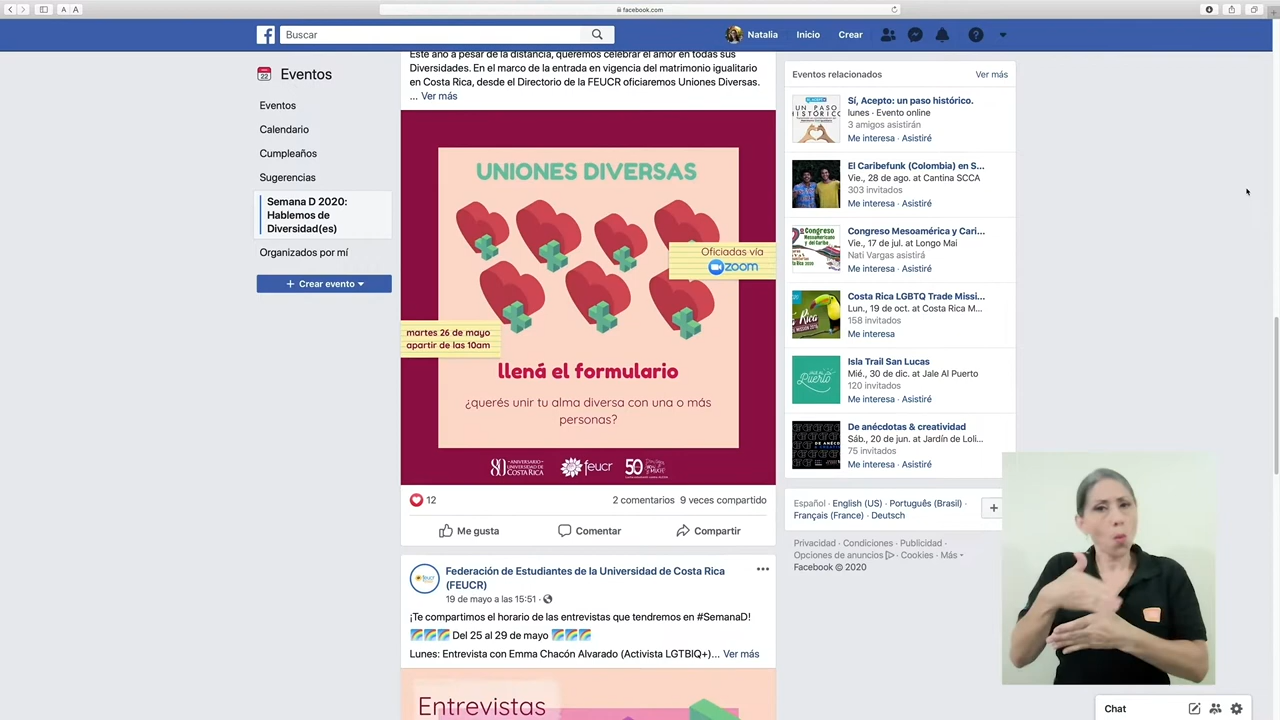 A A
facebook.com
Buscar
Natalia
Inicio
Crear
22
Eventos
Eventos
Calendario
Cumpleaños
Sugerencias
Semana D 2020:
Hablemos de
Diversidad(es)
Organizados por mí
+ Crear evento
Este año a pesar de la distancia, queremos celebrar el amor en todas sus
Diversidades. En el marco de la entrada en vigencia del matrimonio igualitario
en Costa Rica, desde el Directorio de la FEUCR oficiaremos Uniones Diversas.
... Ver más
UNIONES DIVERSAS
Oficiadas vía
zoom
martes 26 de mayo
apartir de las 10am
llená el formulario
¿querés unir tu alma diversa con una o más
personas?
80 ANIVERSARIO
UNIVERSIDAD DE
COSTA RICA
feucr
50
12
2 comentarios 9 veces compartido
Me gusta
Comentar
Compartir
Federación de Estudiantes de la Universidad de Costa Rica
(FEUCR)
19 de mayo a las 15:51 ·
¡Te compartimos el horario de las entrevistas que tendremos en #SemanaD!
Del 25 al 29 de mayo
Lunes: Entrevista con Emma Chacón Alvarado (Activista LGTBIQ+)... Ver más
Entrevistas
Eventos relacionados
Ver más
UN PASO
HISTÓRICO
Sí, Acepto: un paso histórico.
lunes · Evento online
3 amigos asistirán
Me interesa · Asistiré
El Caribefunk (Colombia) en S...
Vie., 28 de ago. at Cantina SCCA
303 invitados
Me interesa · Asistiré
Congreso
Congreso Mesoamérica y Cari...
Vie., 17 de jul. at Longo Mai
Nati Vargas asistirá
Me interesa · Asistiré
Costa Rica LGBTQ Trade Missi...
Lun., 19 de oct. at Costa Rica M...
158 invitados
Me interesa
Isla Trail San Lucas
Mié., 30 de dic. at Jale Al Puerto
120 invitados
Me interesa · Asistiré
De anécdotas & creatividad
Sáb., 20 de jun. at Jardín de Loli...
75 invitados
Me interesa · Asistiré
Español · English (US) · Português (Brasil) ·
Français (France) · Deutsch
+
Privacidad · Condiciones · Publicidad ·
Opciones de anuncios · Cookies · Más
Facebook © 2020
Chat